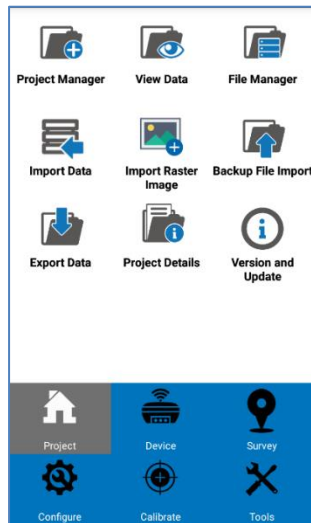 Project Manager
View Data
File Manager
Import Data
Import Raster
Image
Backup File Import
Export Data
Project Details
Version and
Update
Project
Device
Survey
Configure
Calibrate
Tools